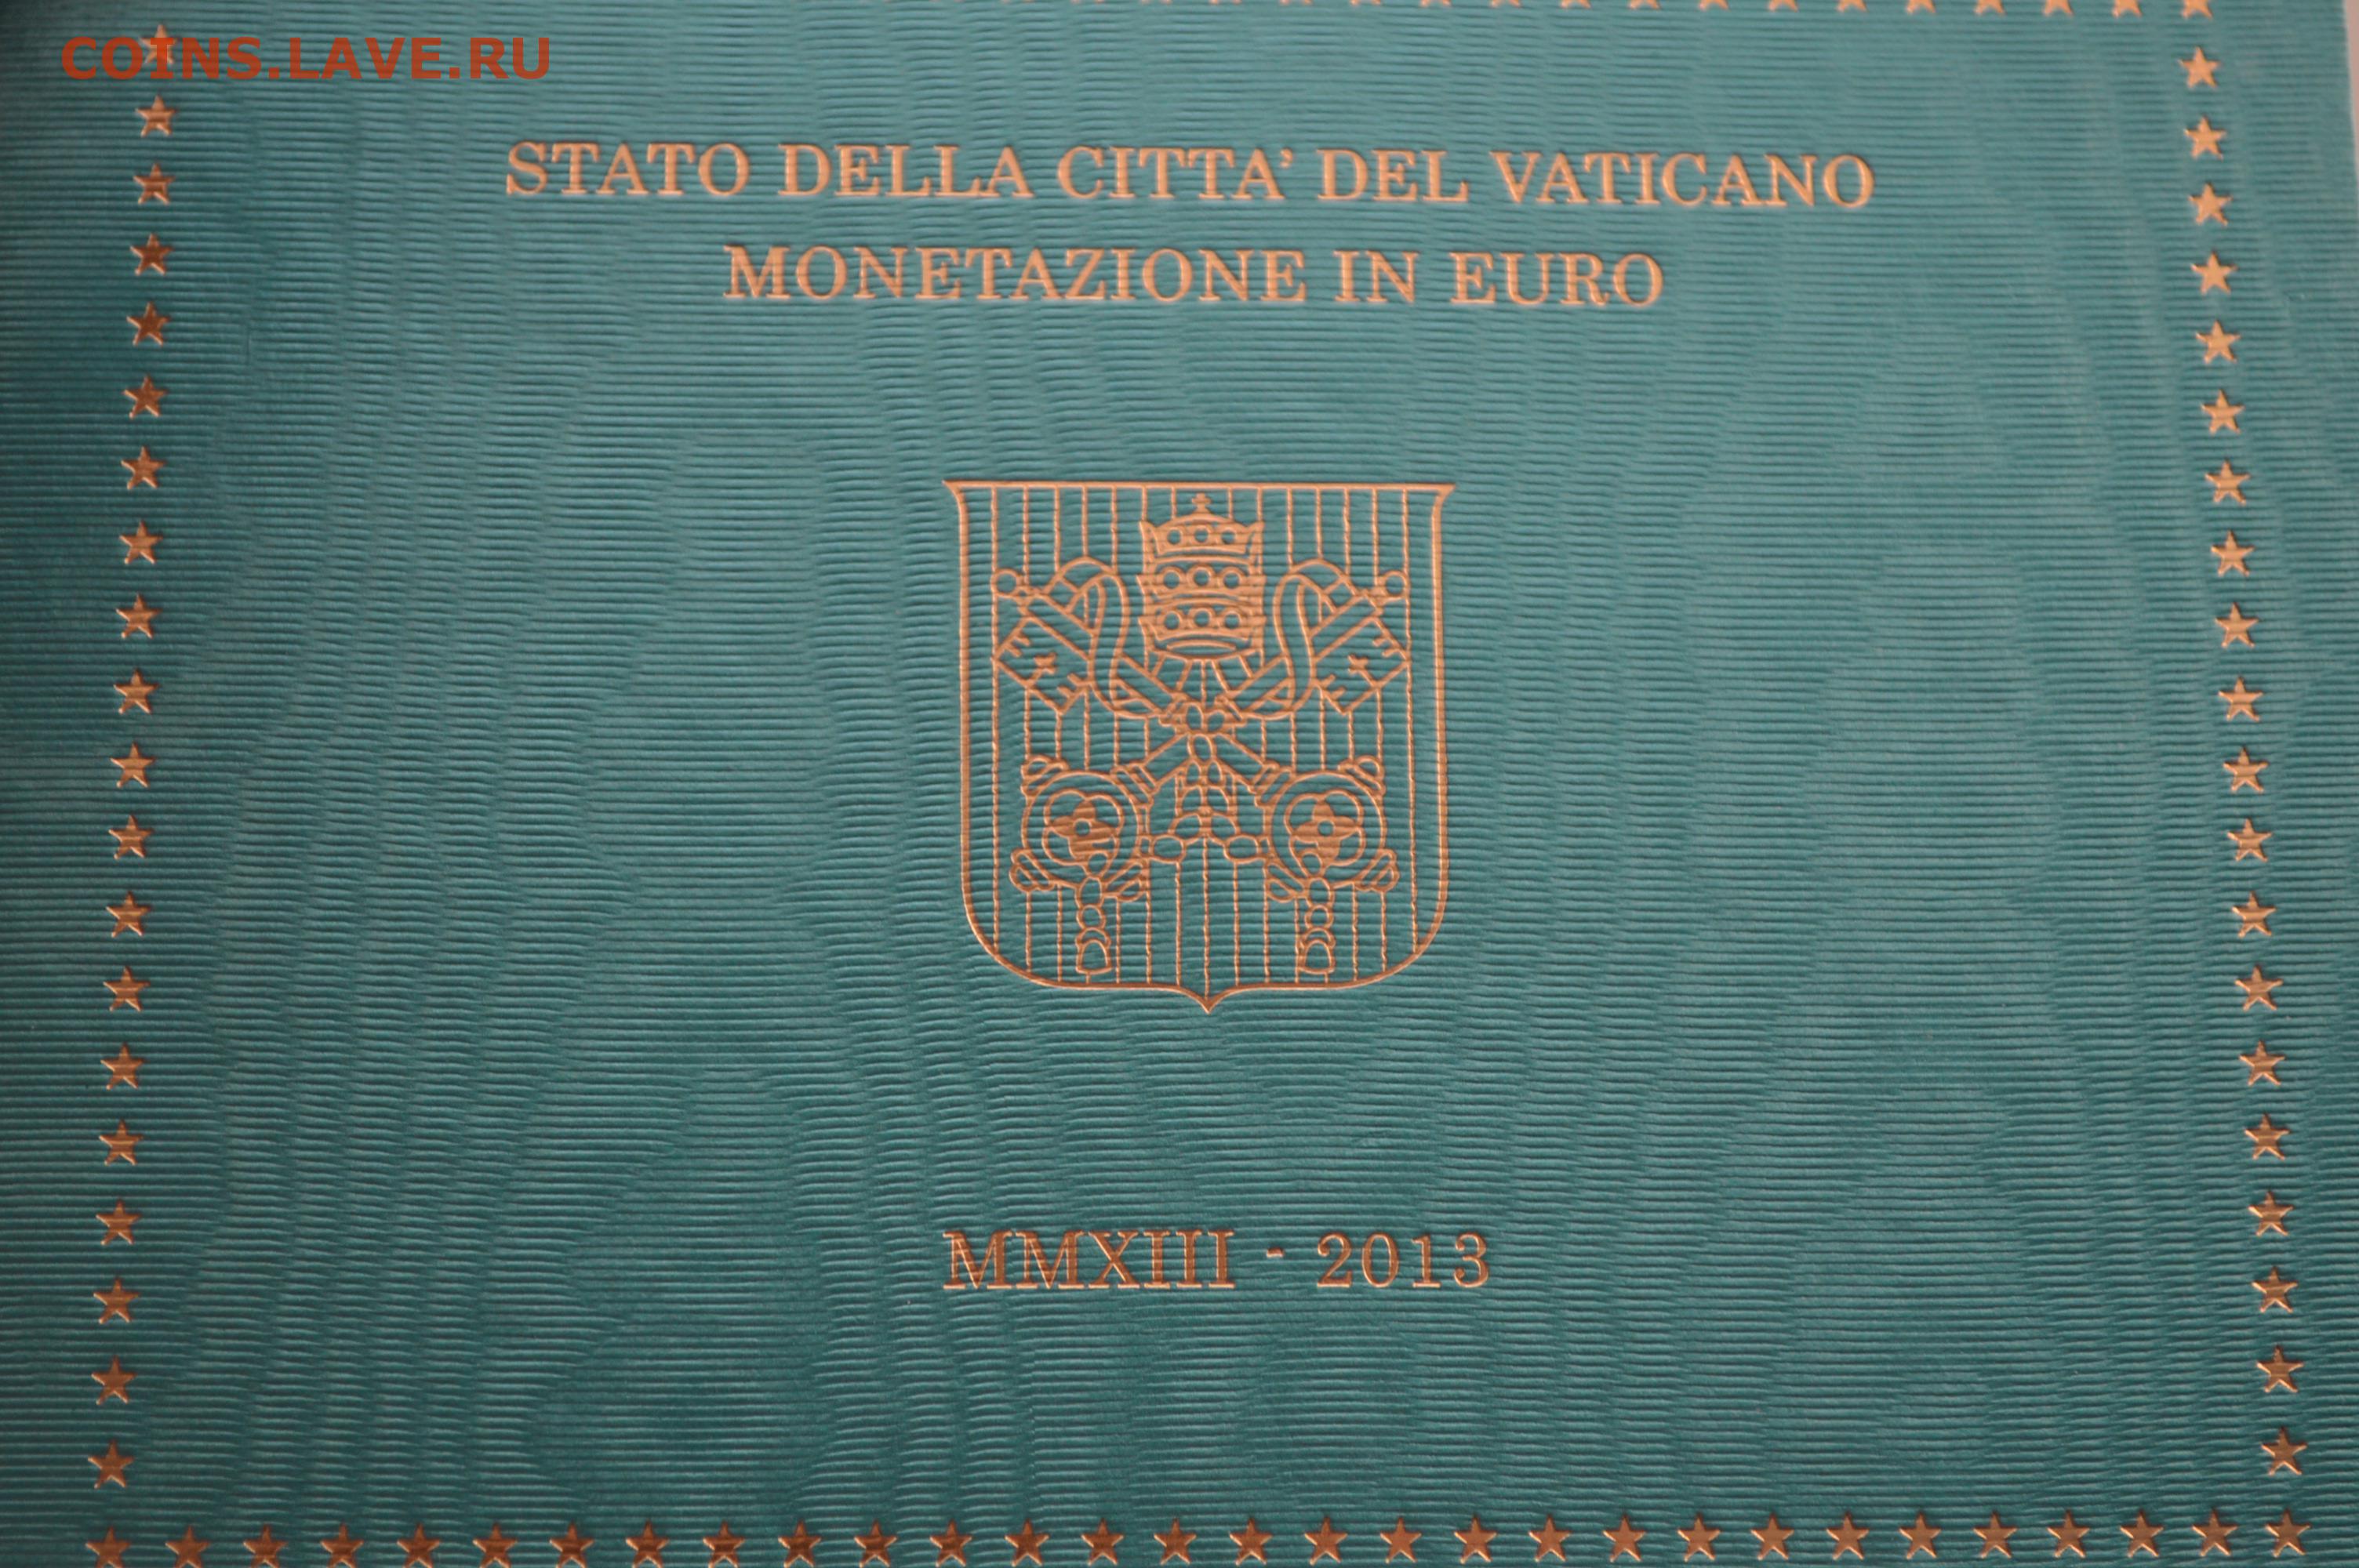 COINS.LAVE.RU
STATO DELLA CITTA' DEL VATICANO
MONETAZIONE IN EURO
MMXIII - 2013